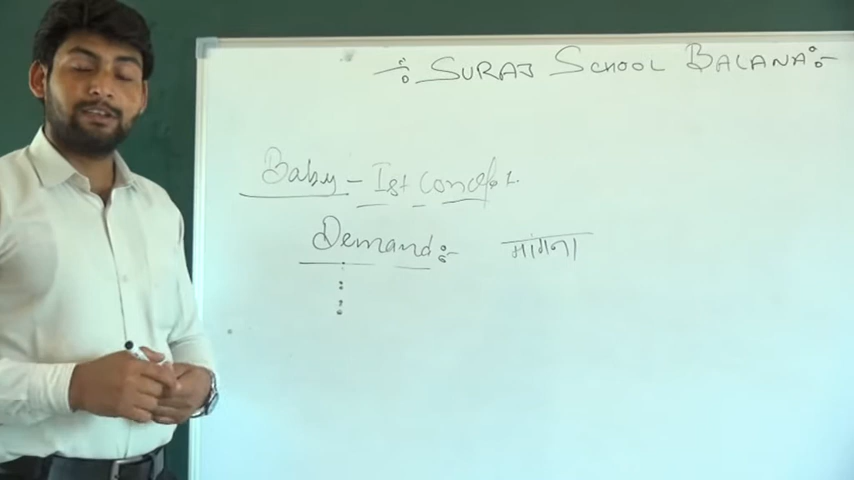 ÷ SURAJ SCHOOL BALANA :-
Baby - Ist Concept.
Demand :- मांगना